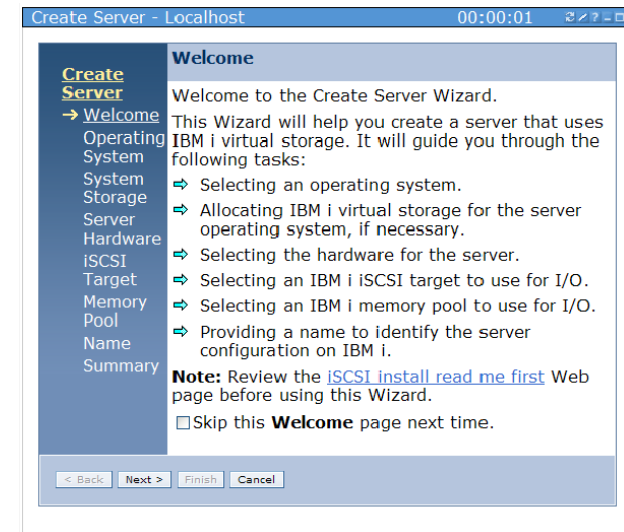 Create Server - Localhost 00:00:01
Create
Server
Welcome
Operating
System
System
Storage
Server
Hardware
iSCSI
Target
Memory
Pool
Name
Summary
Welcome
Welcome to the Create Server Wizard.
This Wizard will help you create a server that uses
IBM i virtual storage. It will guide you through the
following tasks:
Selecting an operating system.
Allocating IBM i virtual storage for the server
operating system, if necessary.
Selecting the hardware for the server.
Selecting an IBM i iSCSI target to use for I/O.
Selecting an IBM i memory pool to use for I/O.
Providing a name to identify the server
configuration on IBM i.
Note: Review the iSCSI install read me first Web
page before using this Wizard.
Skip this Welcome page next time.
< Back Next > Finish Cancel